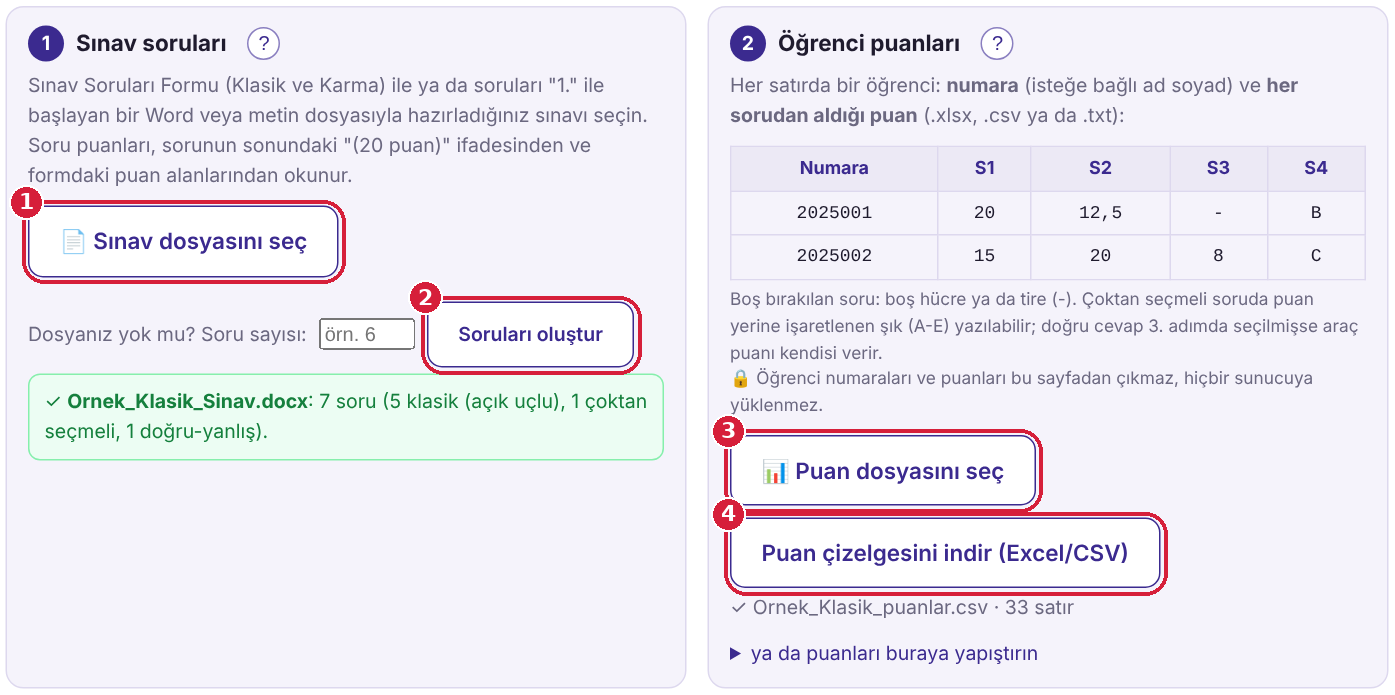 1 Sınav soruları ?
Sınav Soruları Formu (Klasik ve Karma) ile ya da soruları "1." ile
başlayan bir Word veya metin dosyasıyla hazırladığınız sınavı seçin.
Soru puanları, sorunun sonundaki "(20 puan)" ifadesinden ve
formdaki puan alanlarından okunur.
1
📄 Sınav dosyasını seç
2
Dosyanız yok mu? Soru sayısı: örn. 6 Soruları oluştur
✓ Ornek_Klasik_Sinav.docx: 7 soru (5 klasik (açık uçlu), 1 çoktan
seçmeli, 1 doğru-yanlış).
2 Öğrenci puanları ?
Her satırda bir öğrenci: numara (isteğe bağlı ad soyad) ve her
sorudan aldığı puan (.xlsx, .csv ya da .txt):
Numara S1 S2 S3 S4
2025001 20 12,5 - B
2025002 15 20 8 C
Boş bırakılan soru: boş hücre ya da tire (-). Çoktan seçmeli soruda puan
yerine işaretlenen şık (A-E) yazılabilir; doğru cevap 3. adımda seçilmişse araç
puanı kendisi verir.
🔒 Öğrenci numaraları ve puanları bu sayfadan çıkmaz, hiçbir sunucuya
yüklenmez.
3
📊 Puan dosyasını seç
4
Puan çizelgesini indir (Excel/CSV)
✓ Ornek_Klasik_puanlar.csv · 33 satır
▶ ya da puanları buraya yapıştırın